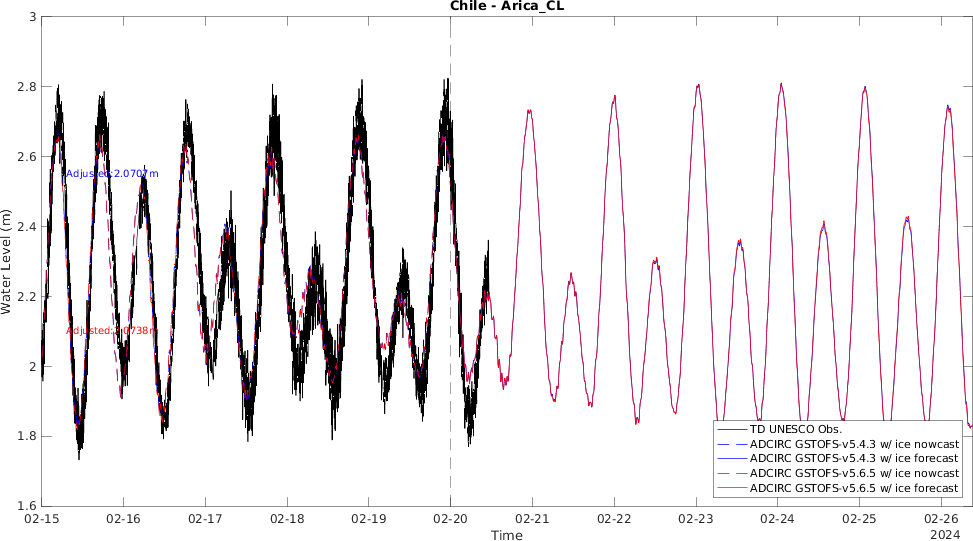 Chile - Arica_CL
3
2.8
2.6
2.4
2.2
2
1.8
1.6
Water Level (m)
Adjusted:2.0707m
Adjusted:2.0738m
TD UNESCO Obs.
ADCIRC GSTOFS-v5.4.3 w/ ice nowcast
ADCIRC GSTOFS-v5.4.3 w/ ice forecast
ADCIRC GSTOFS-v5.6.5 w/ ice nowcast
ADCIRC GSTOFS-v5.6.5 w/ ice forecast
02-15 02-16 02-17 02-18 02-19 02-20 02-21 02-22 02-23 02-24 02-25 02-26
2024
Time